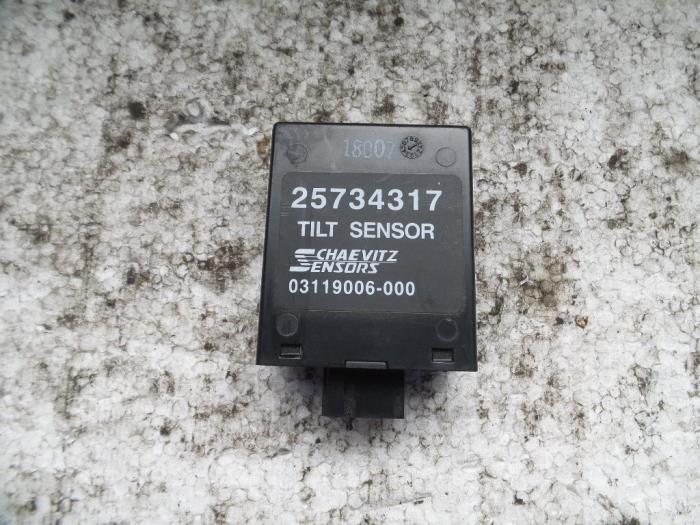 18007
25734317
TILT SENSOR
SCHAEVITZ
SENSORS
03119006-000